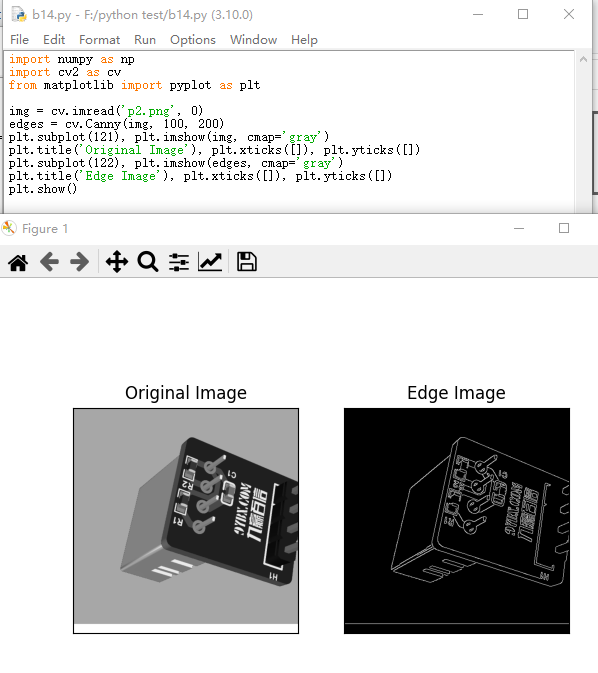 b14.py - F:/python test/b14.py (3.10.0)
File Edit Format Run Options Window Help
import numpy as np
import cv2 as cv
from matplotlib import pyplot as plt
img = cv.imread('p2.png', 0)
edges = cv.Canny(img, 100, 200)
plt.subplot(121), plt.imshow(img, cmap='gray')
plt.title('Original Image'), plt.xticks([]), plt.yticks([])
plt.subplot(122), plt.imshow(edges, cmap='gray')
plt.title('Edge Image'), plt.xticks([]), plt.yticks([])
plt.show()
Figure 1
Original Image
Edge Image
R2
C1
R1
H1